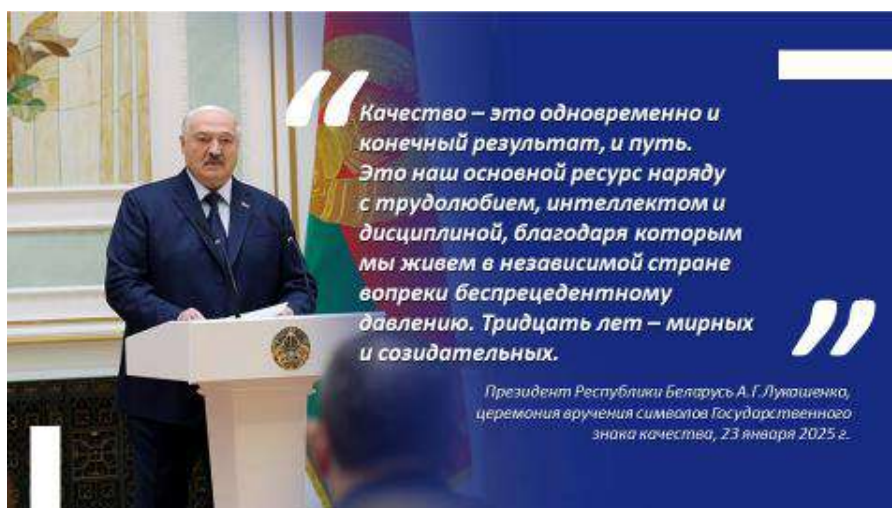 Качество – это одновременно и
конечный результат, и путь.
Это наш основной ресурс наряду
с трудолюбием, интеллектом и
дисциплиной, благодаря которым
мы живем в независимой стране
вопреки беспрецедентному
давлению. Тридцать лет – мирных
и созидательных.
Президент Республики Беларусь А.Г.Лукашенко,
церемония вручения символов Государственного
знака качества, 23 января 2025 г.